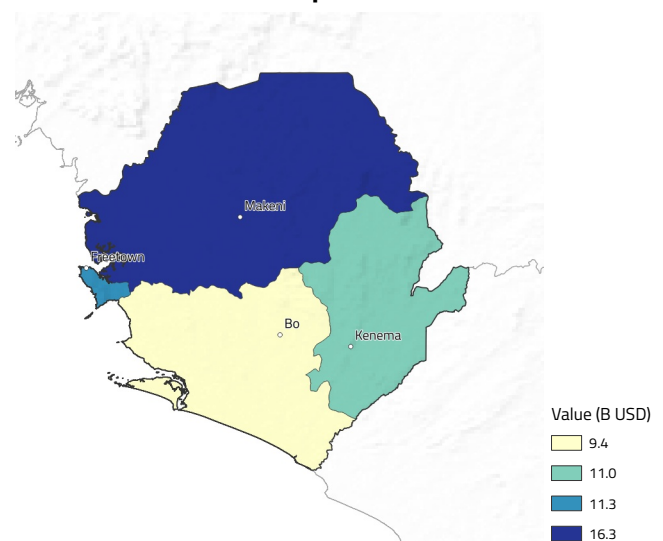 Makeni
Freetown
Bo
Kenema
Value (B USD)
9.4
11.0
11.3
16.3